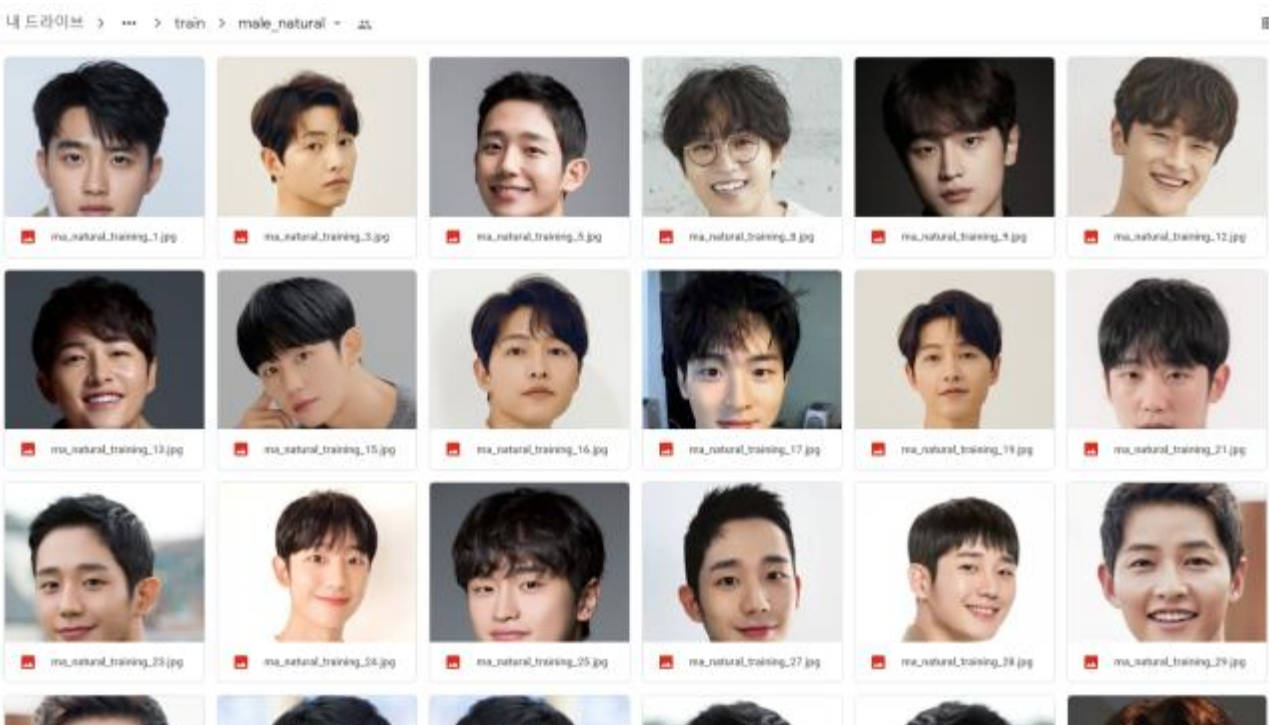 내 드라이브 > ••• > train > male_natural
ma_natural_training_1.jpg
ma_natural_training_3.jpg
ma_natural_training_5.jpg
ma_natural_training_8.jpg
ma_natural_training_9.jpg
ma_natural_training_12.jpg
ma_natural_training_13.jpg
ma_natural_training_15.jpg
ma_natural_training_16.jpg
ma_natural_training_17.jpg
ma_natural_training_19.jpg
ma_natural_training_21.jpg
ma_natural_training_23.jpg
ma_natural_training_24.jpg
ma_natural_training_25.jpg
ma_natural_training_27.jpg
ma_natural_training_28.jpg
ma_natural_training_29.jpg